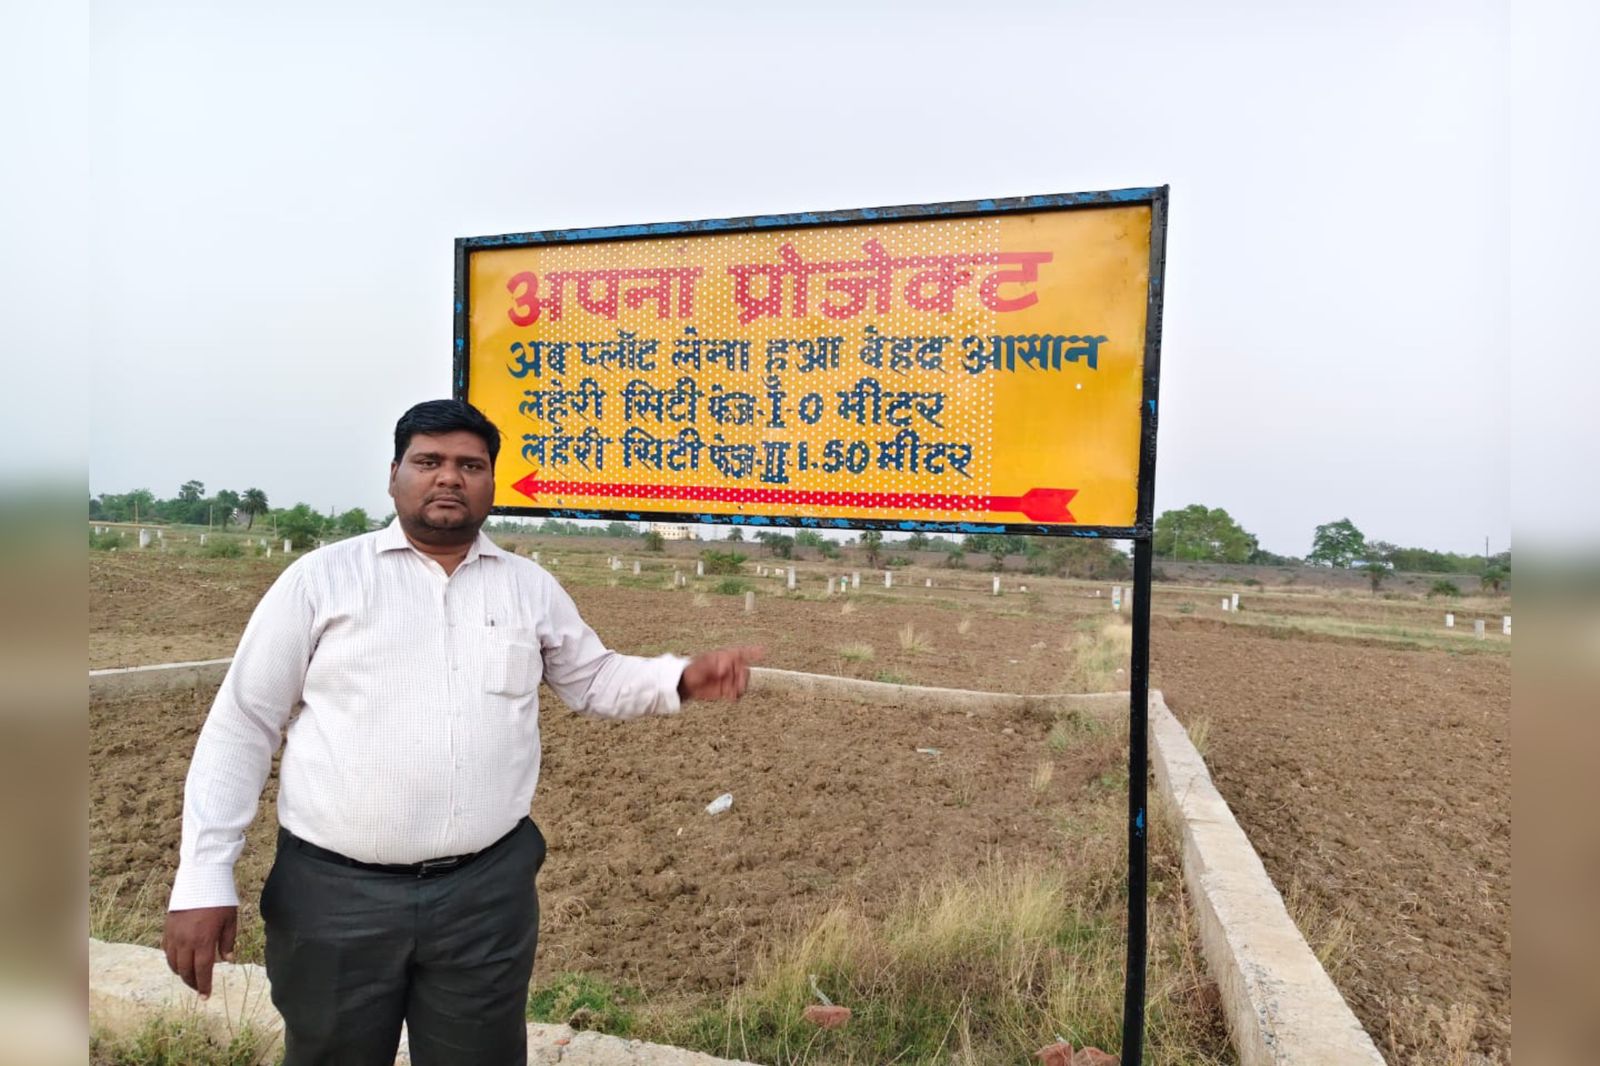 अपना प्रोजेक्ट
अब प्लॉट लेना हुआ बेहद आसान
लहेरी सिटी फेज-I-0 मीटर
लहेरी सिटी फेज-II-1.50 मीटर